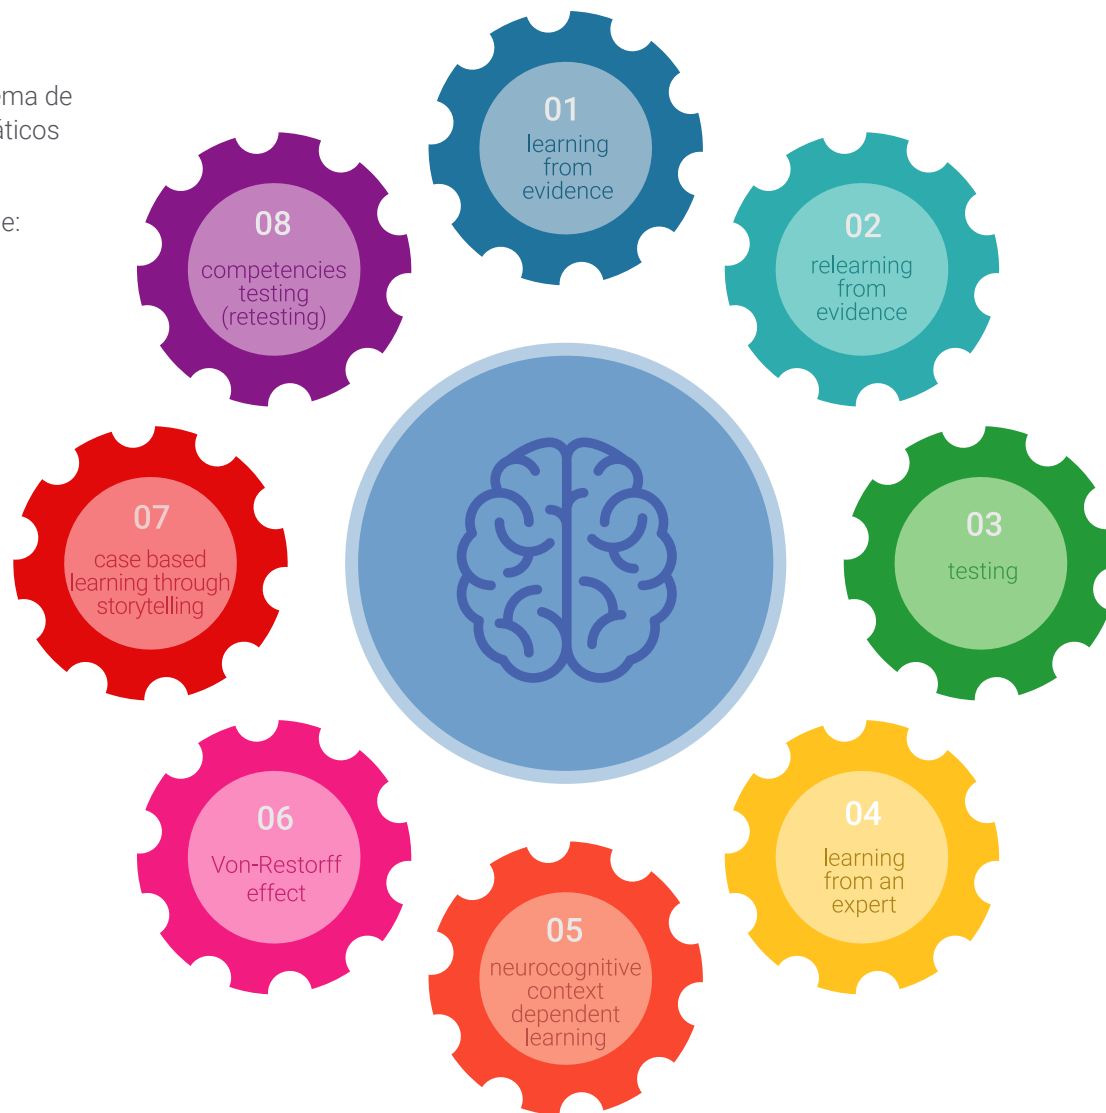 ema de
áticos
e:
01
learning
from
evidence
02
relearning
from
evidence
03
testing
04
learning
from an
expert
05
neurocognitive
context
dependent
learning
06
Von-Restorff
effect
07
case based
learning through
storytelling
08
competencies
testing
(retesting)